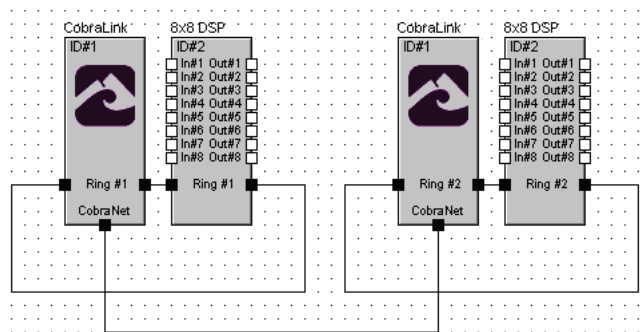 CobraLink
8x8 DSP
ID#1
ID#2
In#1 Out#1
In#2 Out#2
In#3 Out#3
In#4 Out#4
In#5 Out#5
In#6 Out#6
In#7 Out#7
In#8 Out#8
Ring #1
Ring #1
CobraNet
CobraLink
8x8 DSP
ID#1
ID#2
In#1 Out#1
In#2 Out#2
In#3 Out#3
In#4 Out#4
In#5 Out#5
In#6 Out#6
In#7 Out#7
In#8 Out#8
Ring #2
Ring #2
CobraNet